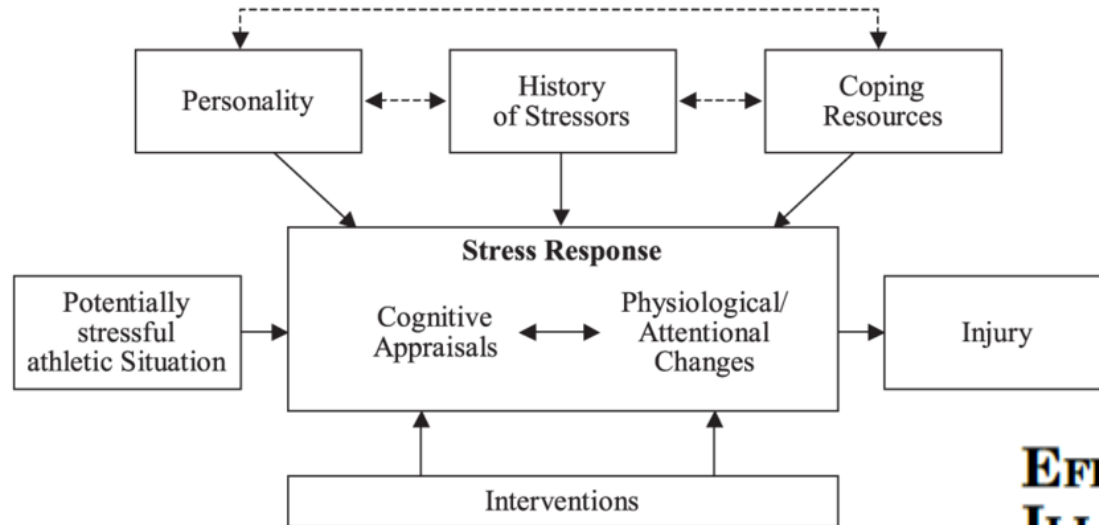 Personality
History
of Stressors
Coping
Resources
Stress Response
Potentially
stressful
athletic Situation
Cognitive
Appraisals
Physiological/
Attentional
Changes
Injury
Interventions